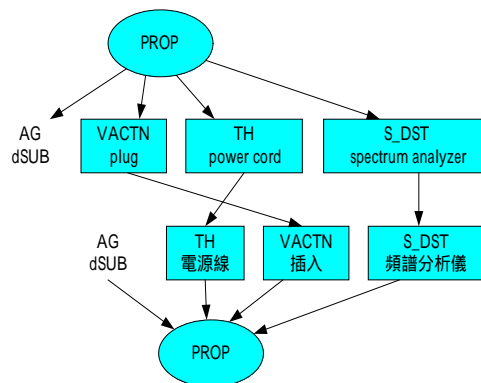 PROP
AG
dSUB
VACTN
plug
TH
power cord
S_DST
spectrum analyzer
AG
dSUB
TH
電源線
VACTN
插入
S_DST
頻譜分析儀
PROP